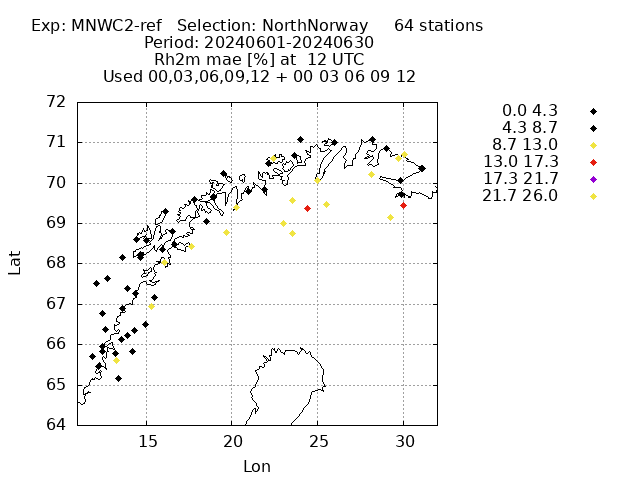 Exp: MNWC2-ref   Selection: NorthNorway     64 stations
Period: 20240601-20240630
Rh2m mae [%] at  12 UTC
Used 00,03,06,09,12 + 00 03 06 09 12
0.0 4.3
4.3 8.7
8.7 13.0
13.0 17.3
17.3 21.7
21.7 26.0
72
71
70
69
68
67
66
65
64
Lat
15 20 25 30
Lon